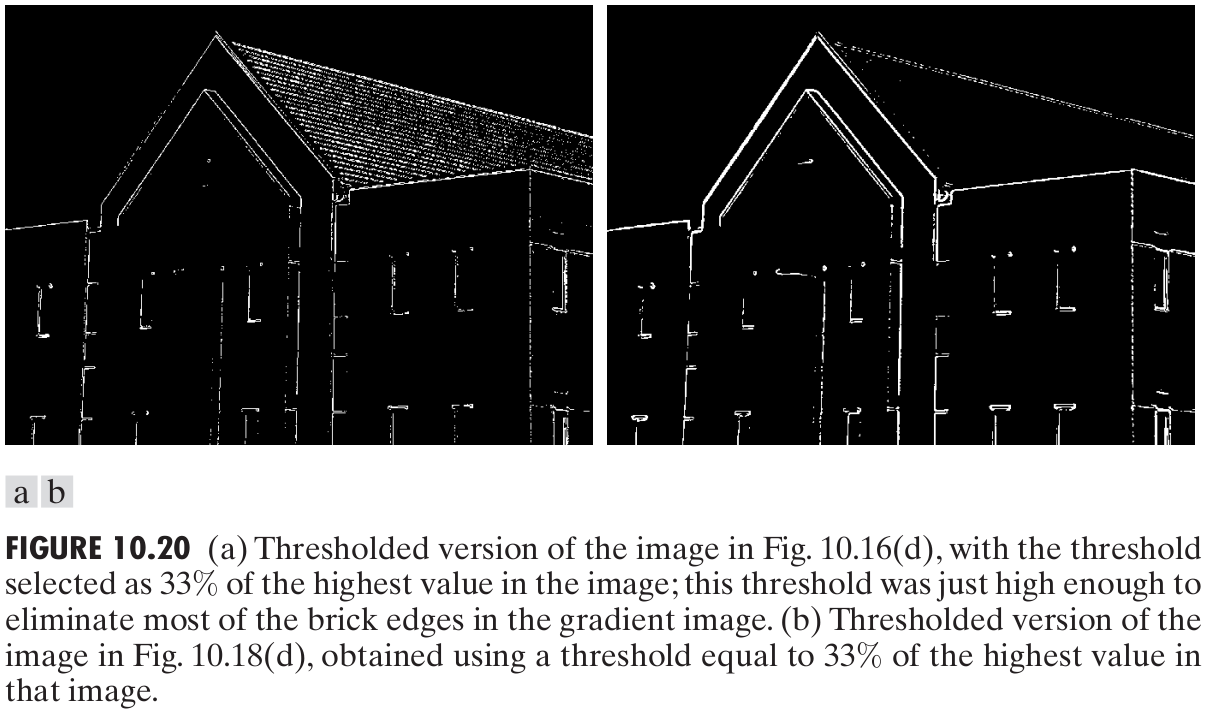 a b
FIGURE 10.20 (a) Thresholded version of the image in Fig. 10.16(d), with the threshold
selected as 33% of the highest value in the image; this threshold was just high enough to
eliminate most of the brick edges in the gradient image. (b) Thresholded version of the
image in Fig. 10.18(d), obtained using a threshold equal to 33% of the highest value in
that image.